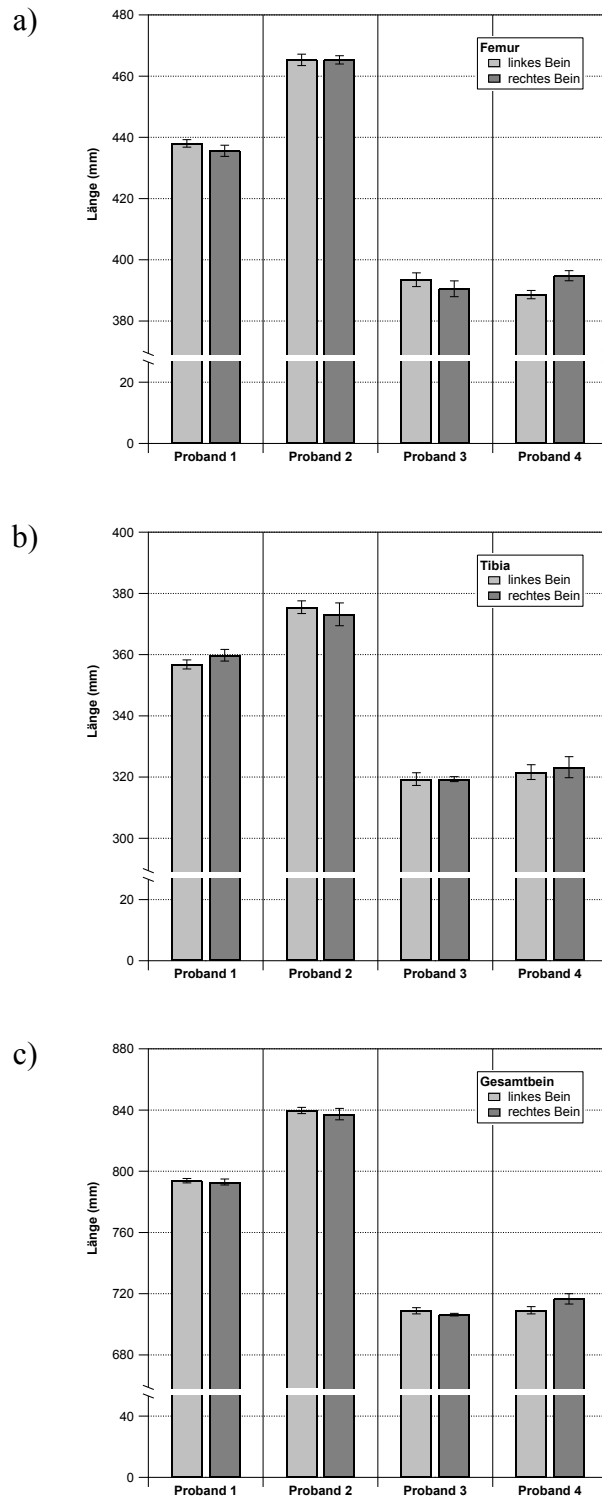 a)
480
460
440
420
400
380
20
0
Länge (mm)
Femur
linkes Bein
rechtes Bein
Proband 1 Proband 2 Proband 3 Proband 4
b)
400
380
360
340
320
300
20
0
Länge (mm)
Tibia
linkes Bein
rechtes Bein
Proband 1 Proband 2 Proband 3 Proband 4
c)
880
840
800
760
720
680
40
0
Länge (mm)
Gesamtbein
linkes Bein
rechtes Bein
Proband 1 Proband 2 Proband 3 Proband 4